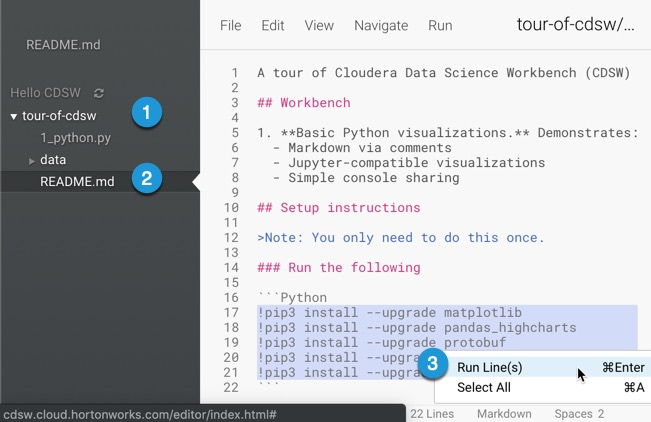 README.md
Hello CDSW
tour-of-cdsw
1
1_python.py
data
README.md
2
File Edit View Navigate Run tour-of-cdsw/...
1 A tour of Cloudera Data Science Workbench (CDSW)
2
3 ## Workbench
4
5 1. **Basic Python visualizations.** Demonstrates:
6 - Markdown via comments
7 - Jupyter-compatible visualizations
8 - Simple console sharing
9
10 ## Setup instructions
11
12 >Note: You only need to do this once.
13
14 ### Run the following
15
16 ```Python
17 !pip3 install --upgrade matplotlib
18 !pip3 install --upgrade pandas_highcharts
19 !pip3 install --upgrade protobuf
20 !pip3 install --upgra
21 !pip3 install --upgra
22 ```
3
Run Line(s) ⌘Enter
Select All ⌘A
cdsw.cloud.hortonworks.com/editor/index.html#
22 Lines Markdown Spaces 2